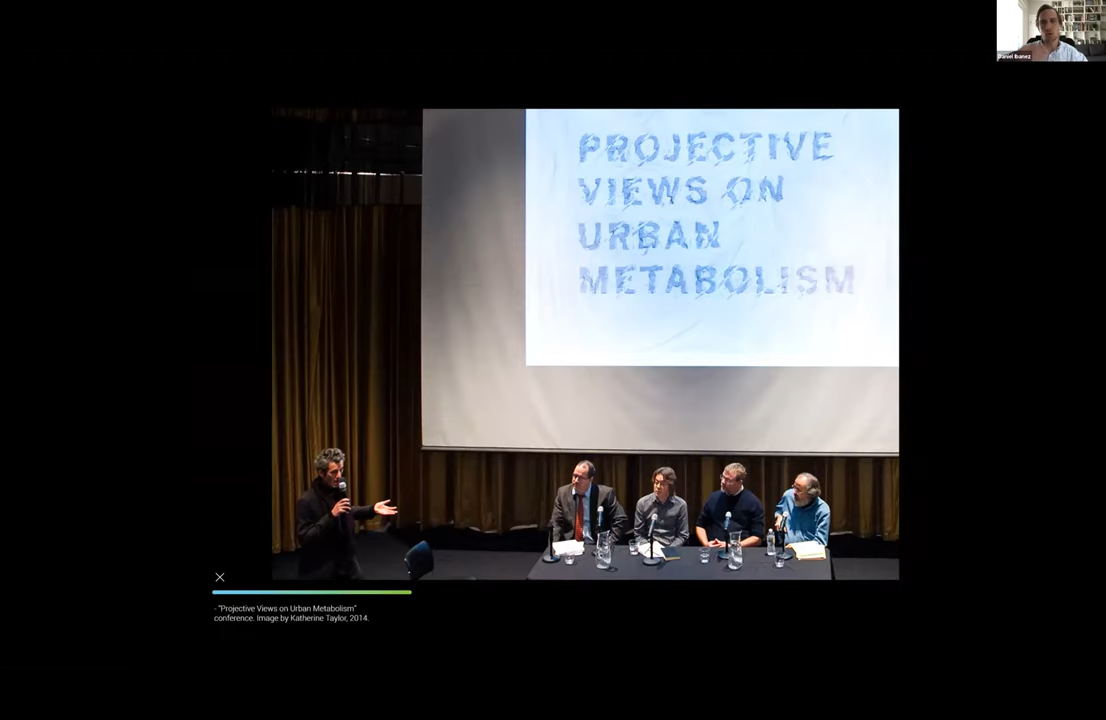 Daniel Ibanez
PROJECTIVE
VIEWS ON
URBAN
METABOLISM
- "Projective Views on Urban Metabolism"
conference. Image by Katherine Taylor, 2014.